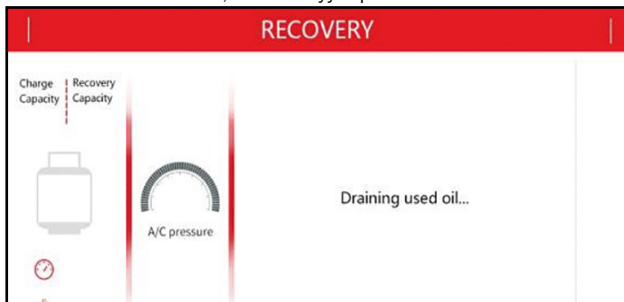 RECOVERY
Charge Recovery
Capacity Capacity
Draining used oil...
A/C pressure